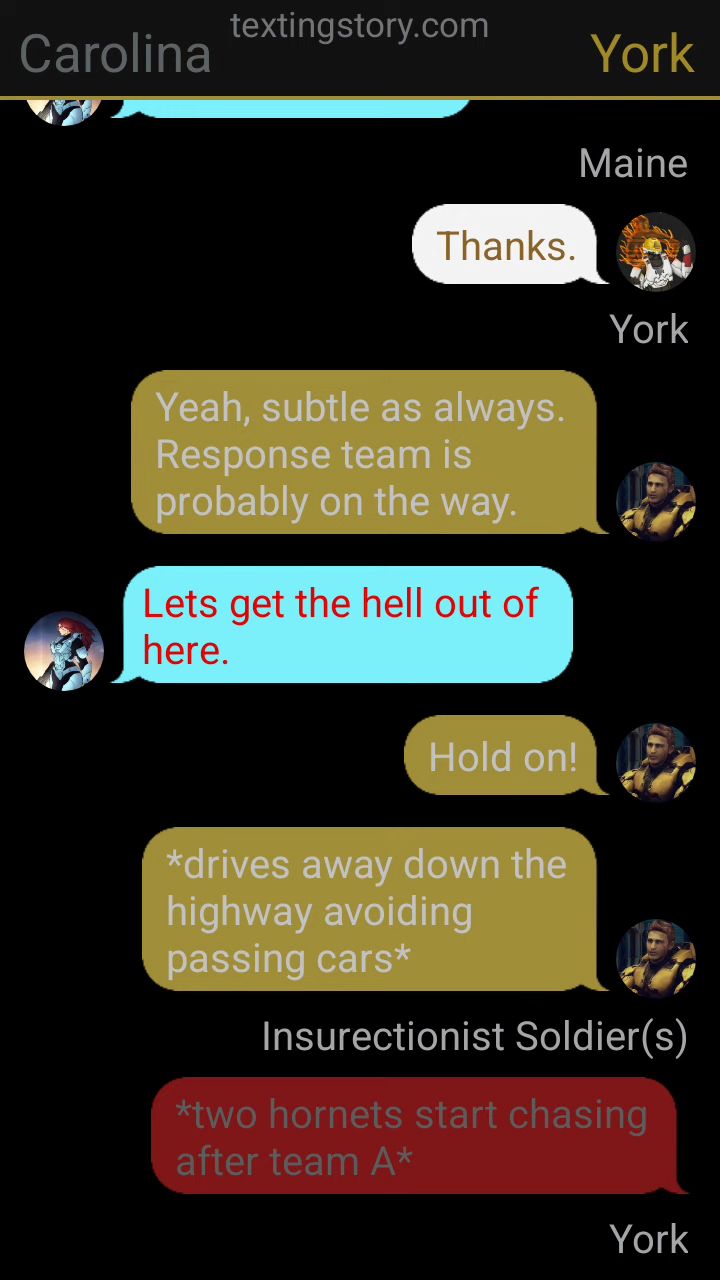 textingstory.com
Carolina
York
Maine
Thanks.
York
Yeah, subtle as always.
Response team is
probably on the way.
Lets get the hell out of
here.
Hold on!
*drives away down the
highway avoiding
passing cars*
Insurectionist Soldier(s)
*two hornets start chasing
after team A*
York